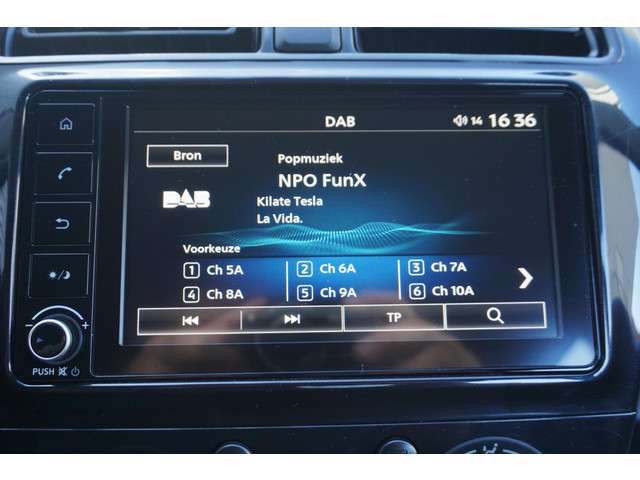 DAB 14 16 36
Bron
Popmuziek
NPO FunX
DAB
Kilate Tesla
La Vida.
Voorkeuze
1 Ch 5A 2 Ch 6A 3 Ch 7A
4 Ch 8A 5 Ch 9A 6 Ch 10A
TP
- +
PUSH